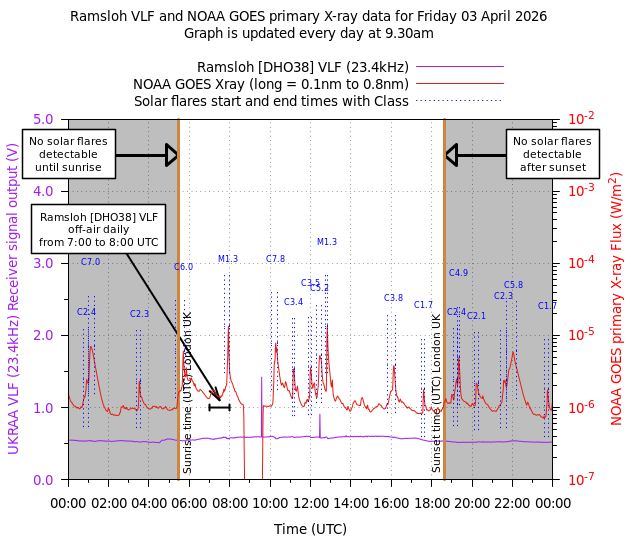 Ramsloh VLF and NOAA GOES primary X-ray data for Friday 03 April 2026
Graph is updated every day at 9.30am
Ramsloh [DHO38] VLF (23.4kHz)
NOAA GOES Xray (long = 0.1nm to 0.8nm)
Solar flares start and end times with Class
5.0
4.0
3.0
2.0
1.0
0.0
UKRAA VLF (23.4kHz) Receiver signal output (V)
10-2
10-3
10-4
10-5
10-6
10-7
NOAA GOES primary X-ray Flux (W/m2)
No solar flares
detectable
until sunrise
No solar flares
detectable
after sunset
Ramsloh [DHO38] VLF
off-air daily
from 7:00 to 8:00 UTC
C2.4
C7.0
C2.3
C6.0
M1.3
C7.8
C3.4
C3.5
C5.2
M1.3
C3.8
C1.7
C2.4
C4.9
C2.1
C2.3
C5.8
C1.7
Sunrise time (UTC) London UK
Sunset time (UTC) London UK
00:00 02:00 04:00 06:00 08:00 10:00 12:00 14:00 16:00 18:00 20:00 22:00 00:00
Time (UTC)